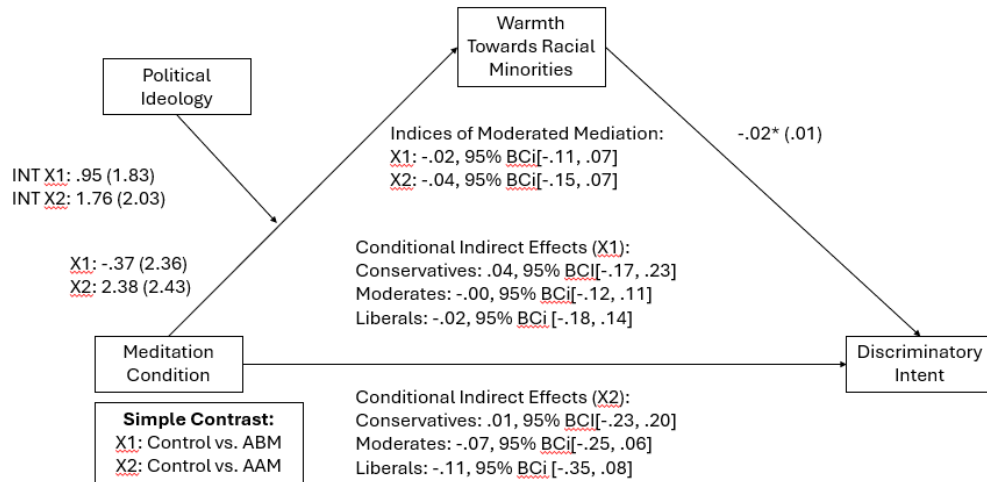 Warmth
Towards Racial
Minorities
Political
Ideology
Indices of Moderated Mediation:
X1: -.02, 95% BCi[-.11, .07]
X2: -.04, 95% BCi[-.15, .07]
-.02* (.01)
INT X1: .95 (1.83)
INT X2: 1.76 (2.03)
X1: -.37 (2.36)
X2: 2.38 (2.43)
Conditional Indirect Effects (X1):
Conservatives: .04, 95% BCI[-.17, .23]
Moderates: -.00, 95% BCi[-.12, .11]
Liberals: -.02, 95% BCi [-.18, .14]
Meditation
Condition
Discriminatory
Intent
Simple Contrast:
X1: Control vs. ABM
X2: Control vs. AAM
Conditional Indirect Effects (X2):
Conservatives: .01, 95% BCI[-.23, .20]
Moderates: -.07, 95% BCi[-.25, .06]
Liberals: -.11, 95% BCi [-.35, .08]